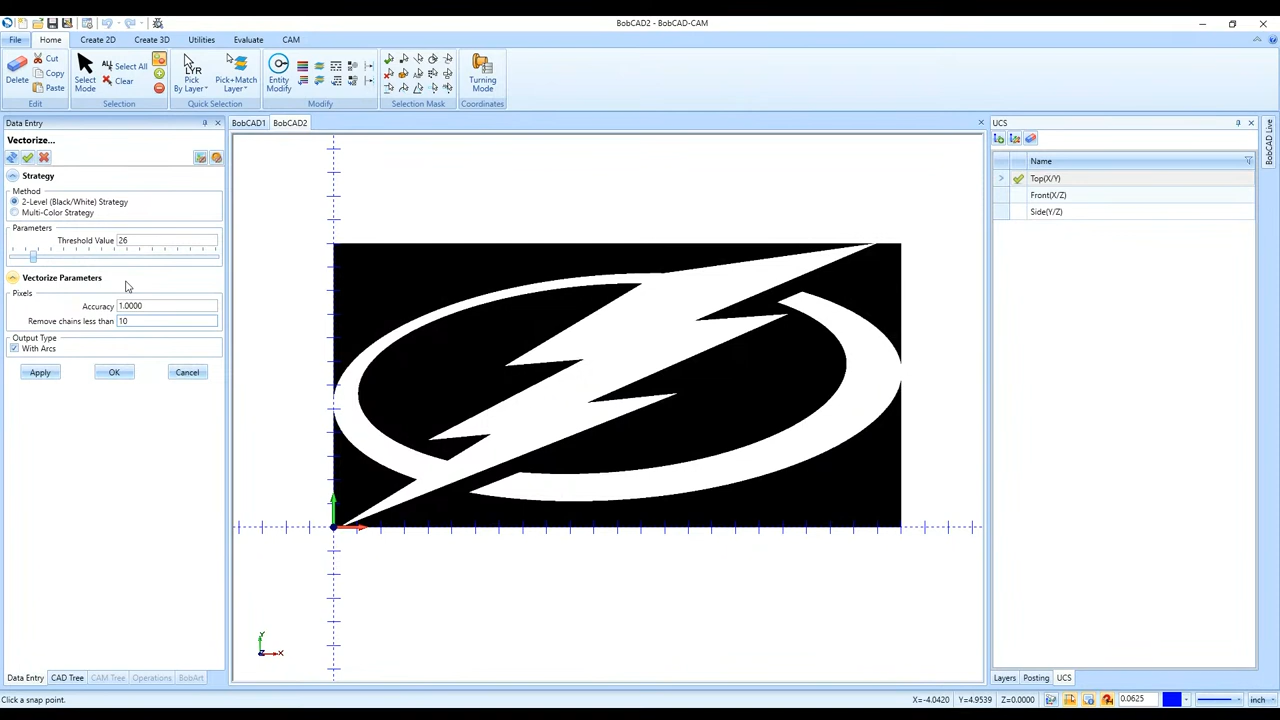 BobCAD2 - BobCAD-CAM
File Home Create 2D Create 3D Utilities Evaluate CAM
Delete
Cut
Copy
Paste
Select Mode
Select All
Clear
LYR
Pick By Layer
Pick+Match Layer
Entity Modify
Turning Mode
Edit Selection Quick Selection Modify Selection Mask Coordinates
Data Entry
BobCAD1 BobCAD2
UCS
BobCAD Live
Vectorize...
Strategy
Method
2-Level (Black/White) Strategy
Multi-Color Strategy
Parameters
Threshold Value 26
Vectorize Parameters
Pixels
Accuracy 1.0000
Remove chains less than 10
Output Type
With Arcs
Apply OK Cancel
Name
Top(X/Y)
Front(X/Z)
Side(Y/Z)
Y
Z
X
Data Entry CAD Tree CAM Tree Operations BobArt
Layers Posting UCS
Click a snap point.
X=-4.0420 Y=4.9539 Z=0.0000 0.0625 inch